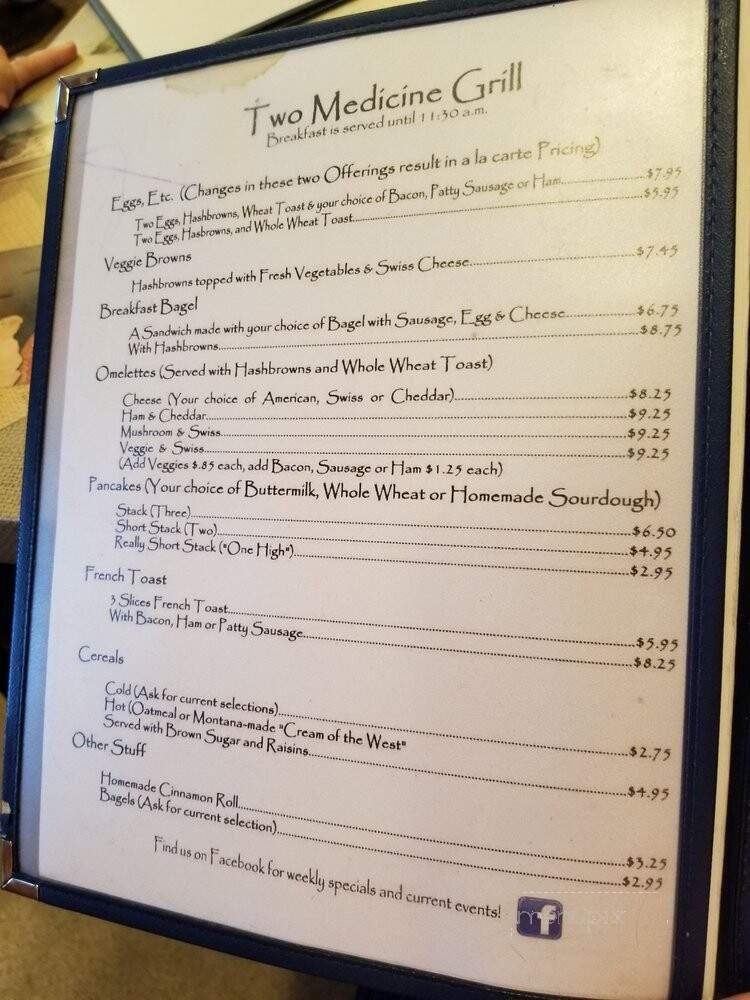 Two Medicine Grill
Breakfast is served until 11:30 a.m.
Eggs, Etc. (Changes in these two Offerings result in a la carte Pricing)
Two Eggs, Hashbrowns, Wheat Toast & your choice of Bacon, Patty Sausage or Ham...$7.95
Two Eggs, Hasbrowns, and Whole Wheat Toast...$5.95
Veggie Browns
Hashbrowns topped with Fresh Vegetables & Swiss Cheese...$7.45
Breakfast Bagel
A Sandwich made with your choice of Bagel with Sausage, Egg & Cheese...$6.75
With Hashbrowns...$8.75
Omelettes (Served with Hashbrowns and Whole Wheat Toast)
Cheese (Your choice of American, Swiss or Cheddar)...$8.25
Ham & Cheddar...$9.25
Mushroom & Swiss...$9.25
Veggie & Swiss...$9.25
(Add Veggies $.85 each, add Bacon, Sausage or Ham $1.25 each)
Pancakes (Your choice of Buttermilk, Whole Wheat or Homemade Sourdough)
Stack (Three)...$6.50
Short Stack (Two)...$4.95
Really Short Stack ("One High")...$2.95
French Toast
3 Slices French Toast...$5.95
With Bacon, Ham or Patty Sausage...$8.25
Cereals
Cold (Ask for current selections)...$2.75
Hot (Oatmeal or Montana-made "Cream of the West"
Served with Brown Sugar and Raisins...$4.95
Other Stuff
Homemade Cinnamon Roll...$3.25
Bagels (Ask for current selection)...$2.95
Find us on Facebook for weekly specials and current events!
f